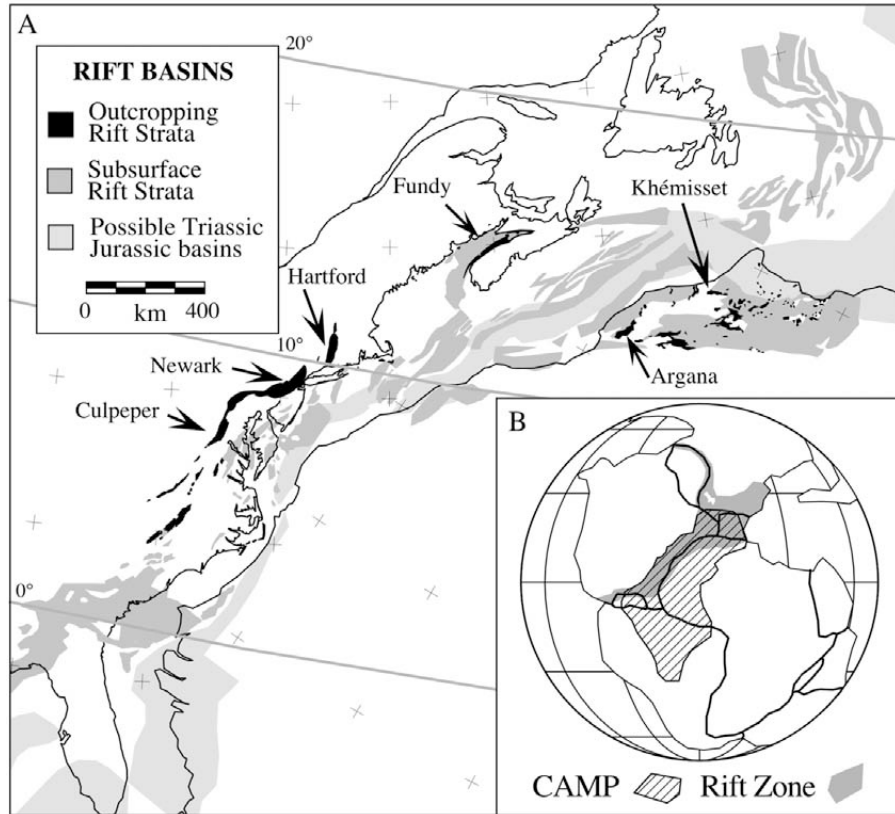 A
20°
RIFT BASINS
Outcropping
Rift Strata
Subsurface
Rift Strata
Possible Triassic
Jurassic basins
0 km 400
Fundy
Khémisset
Hartford
10°
Newark
Argana
Culpeper
0°
B
CAMP
Rift Zone